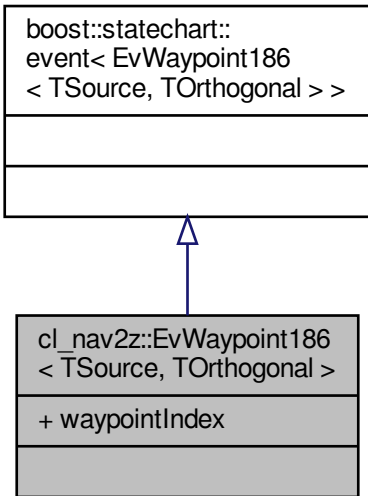 boost::statechart::
event< EvWaypoint186
< TSource, TOrthogonal > >
cl_nav2z::EvWaypoint186
< TSource, TOrthogonal >
+ waypointIndex